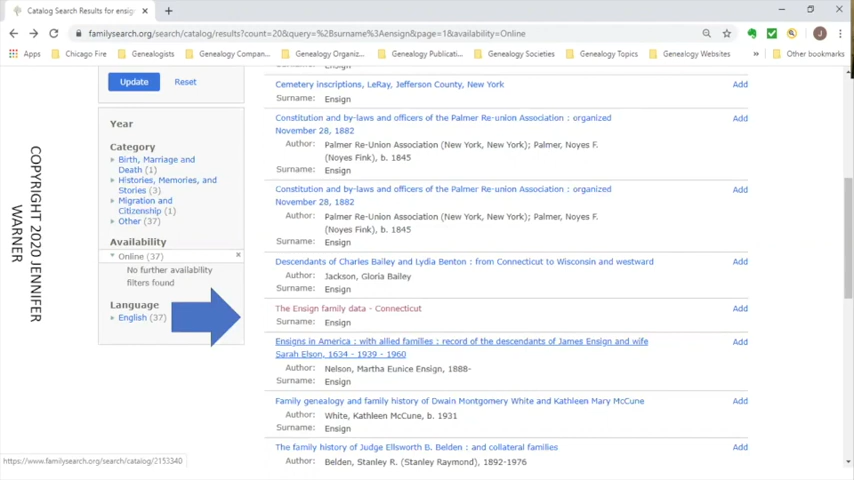 Catalog Search Results for ensig
familysearch.org/search/catalog/results?count=20&query=%2Bsurname%3Aensign&page=1&availability=Online
J
Apps
Chicago Fire
Genealogists
Genealogy Compan...
Genealogy Organiz...
Genealogy Publicati...
Genealogy Societies
Genealogy Topics
Genealogy Websites
»
Other bookmarks
COPYRIGHT 2020 JENNIFER
WARNER
Update
Reset
Year
Category
Birth, Marriage and
Death (1)
Histories, Memories, and
Stories (3)
Migration and
Citizenship (1)
Other (37)
Availability
Online (37)
No further availability
filters found
Language
English (37)
Surname: Ensign
Cemetery inscriptions, LeRay, Jefferson County, New York Add
Surname: Ensign
Constitution and by-laws and officers of the Palmer Re-union Association : organized Add
November 28, 1882
Author: Palmer Re-union Association (New York, New York); Palmer, Noyes F.
(Noyes Fink), b. 1845
Surname: Ensign
Constitution and by-laws and officers of the Palmer Re-union Association : organized Add
November 28, 1882
Author: Palmer Re-union Association (New York, New York); Palmer, Noyes F.
(Noyes Fink), b. 1845
Surname: Ensign
Descendants of Charles Bailey and Lydia Benton : from Connecticut to Wisconsin and westward Add
Author: Jackson, Gloria Bailey
Surname: Ensign
The Ensign family data - Connecticut Add
Surname: Ensign
Ensigns in America : with allied families : record of the descendants of James Ensign and wife Add
Sarah Elson, 1634 - 1939 - 1960
Author: Nelson, Martha Eunice Ensign, 1888-
Surname: Ensign
Family genealogy and family history of Dwain Montgomery White and Kathleen Mary McCune Add
Author: White, Kathleen McCune, b. 1931
Surname: Ensign
The family history of Judge Ellsworth B. Belden : and collateral families Add
Author: Belden, Stanley R. (Stanley Raymond), 1892-1976
https://www.familysearch.org/search/catalog/2153340